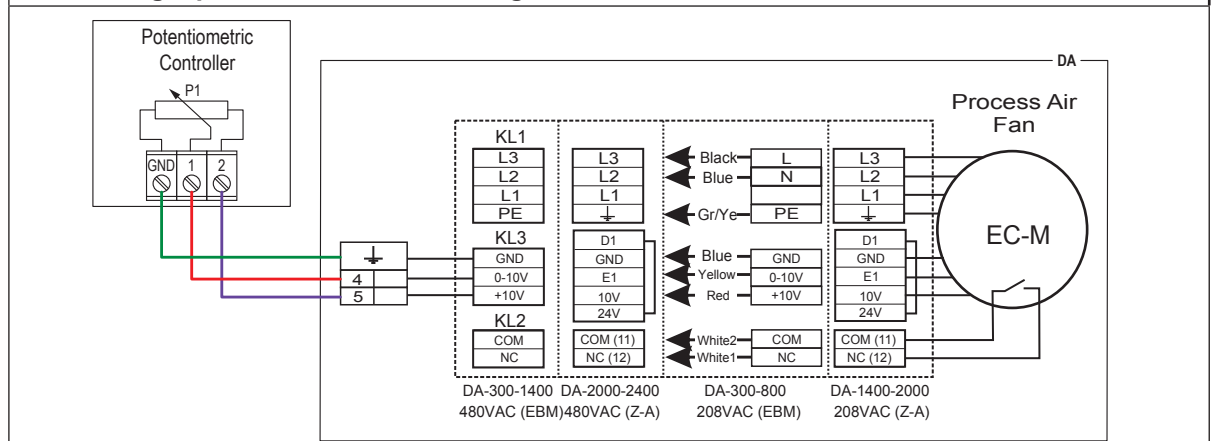 Potentiometric
Controller
P1
GND 1 2
DA
Process Air
Fan
EC-M
4
5
KL1
L3
L2
L1
PE
KL3
GND
0-10V
+10V
KL2
COM
NC
DA-300-1400
480VAC (EBM)
L3
L2
L1
D1
GND
E1
10V
24V
COM (11)
NC (12)
DA-2000-2400
480VAC (Z-A)
Black L
Blue N
Gr/Ye PE
Blue GND
Yellow 0-10V
Red +10V
White2 COM
White1 NC
DA-300-800
208VAC (EBM)
L3
L2
L1
D1
GND
E1
10V
24V
COM (11)
NC (12)
DA-1400-2000
208VAC (Z-A)